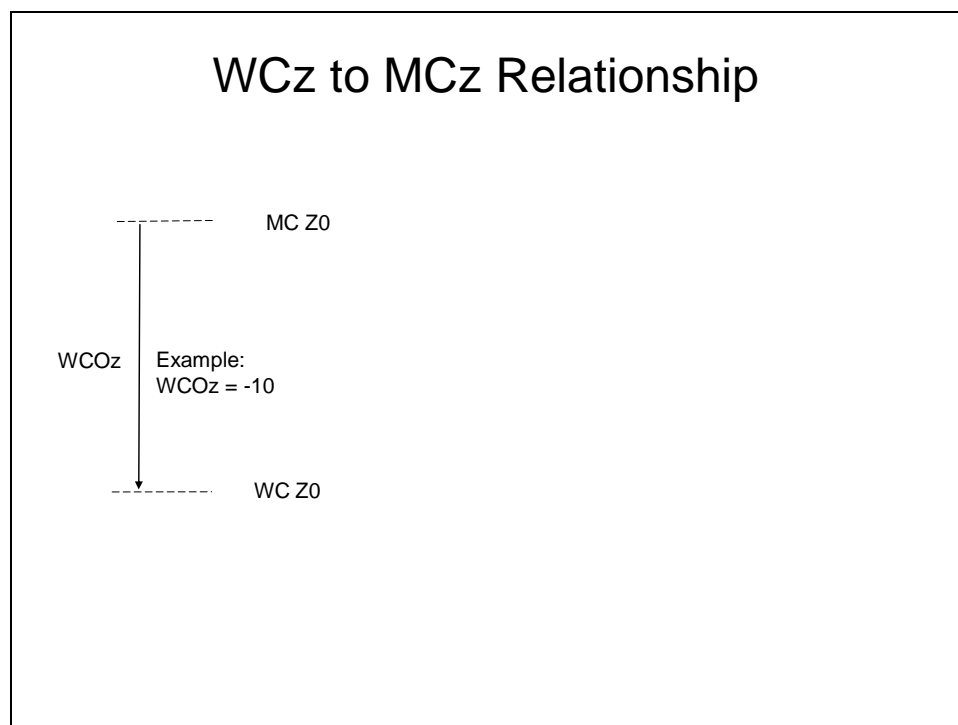 WCz to MCz Relationship
MC Z0
WCOz
Example:
WCOz = -10
WC Z0